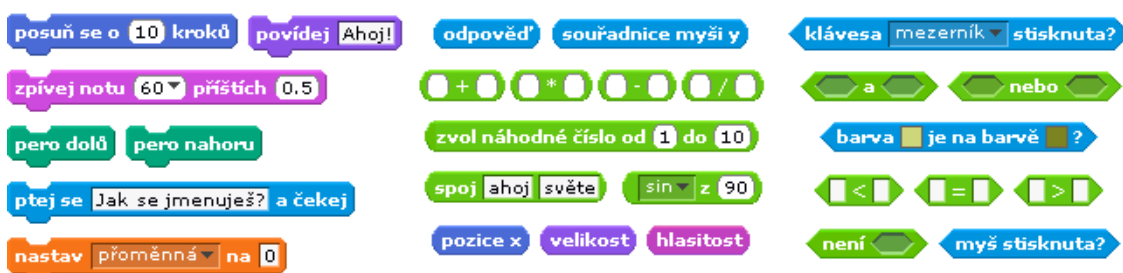 posuň se o 10 kroků
povídej Ahoj!
zpívej notu 60 příštích 0.5
pero dolů
pero nahoru
ptej se Jak se jmenuješ? a čekej
nastav přoměnná na 0
odpověď
souřadnice myši y
+
*
-
/
zvol náhodné číslo od 1 do 10
spoj ahoj světe
sin z 90
pozice x
velikost
hlasitost
klávesa mezerník stisknuta?
a
nebo
barva je na barvě ?
<
=
>
není
myš stisknuta?